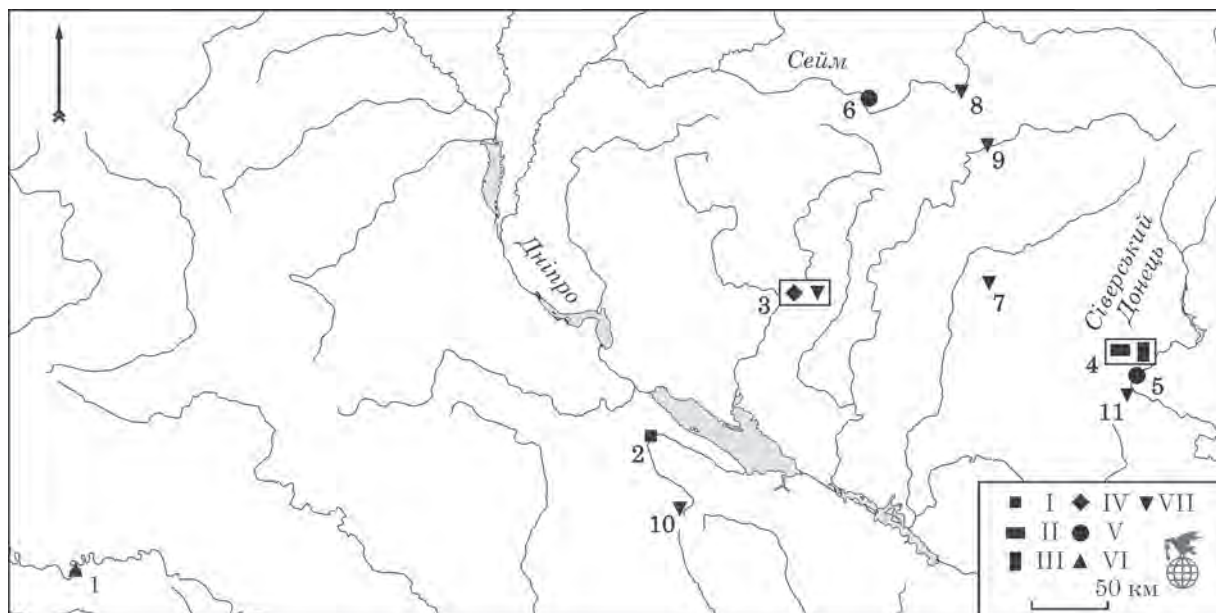 Сейм
6
8
9
Дніпро
3
7
Сіверський
Донець
4
5
11
2
10
1
I IV VII
II V
III VI
50 км